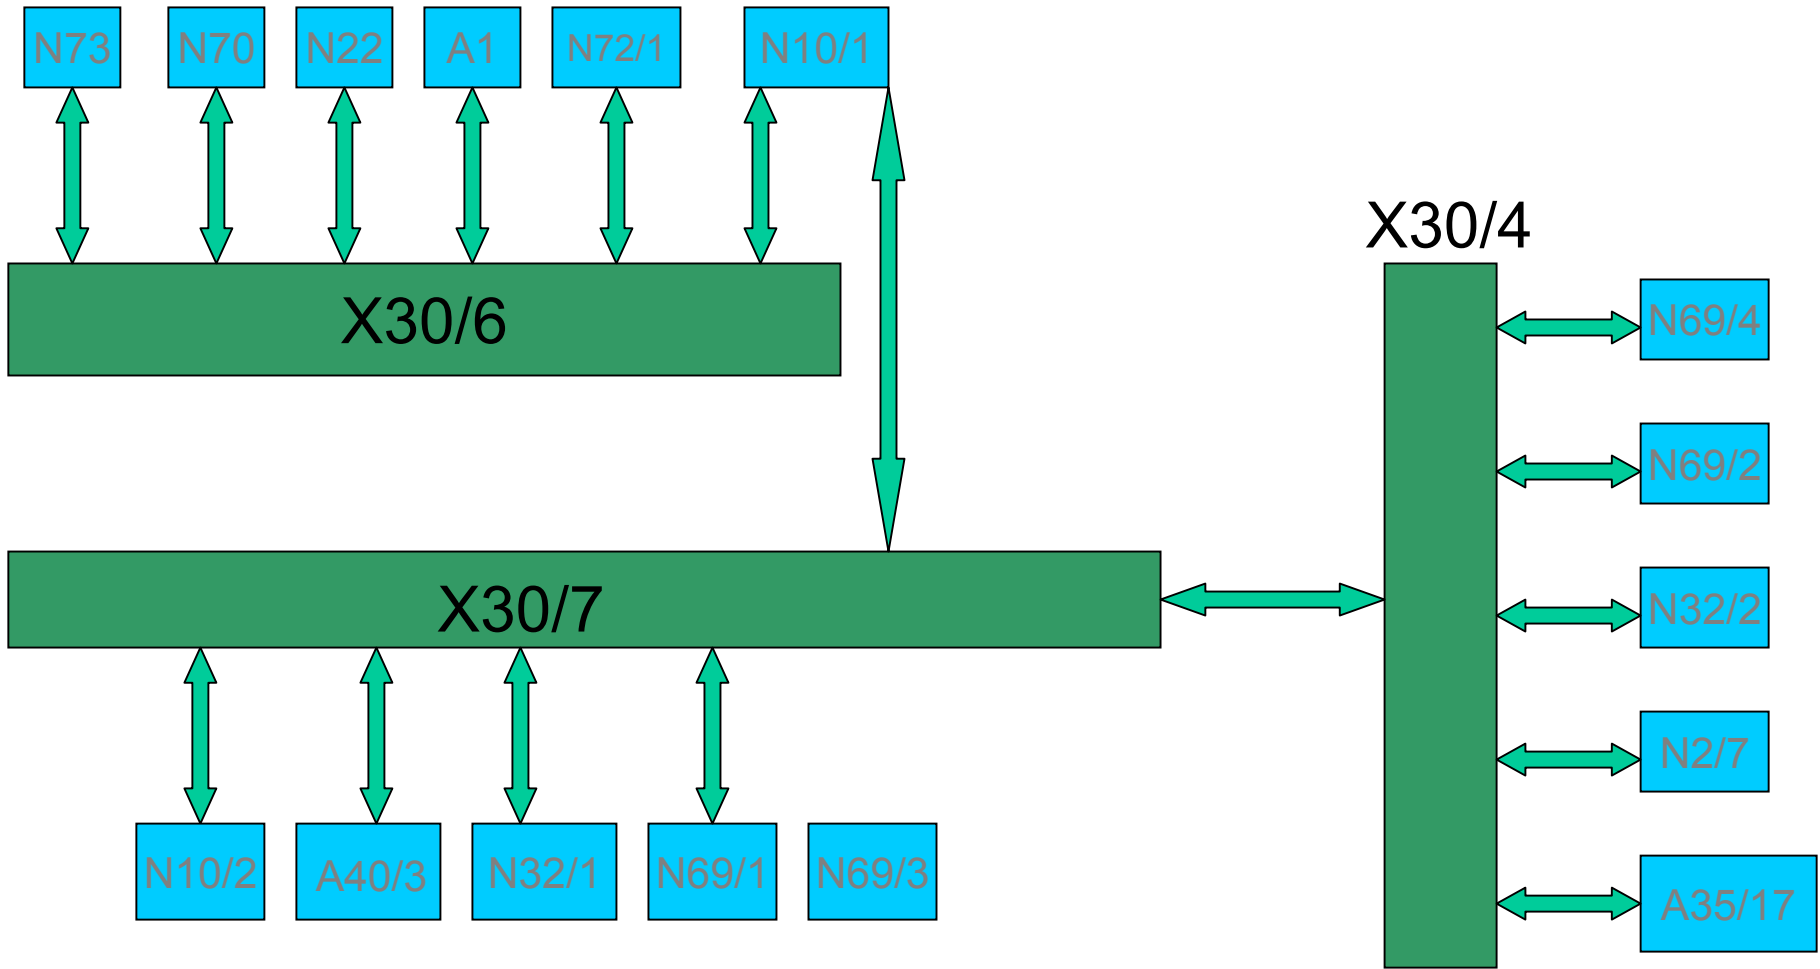 N73
N70
N22
A1
N72/1
N10/1
X30/4
X30/6
N69/4
N69/2
X30/7
N32/2
N2/7
N10/2
A40/3
N32/1
N69/1
N69/3
A35/17